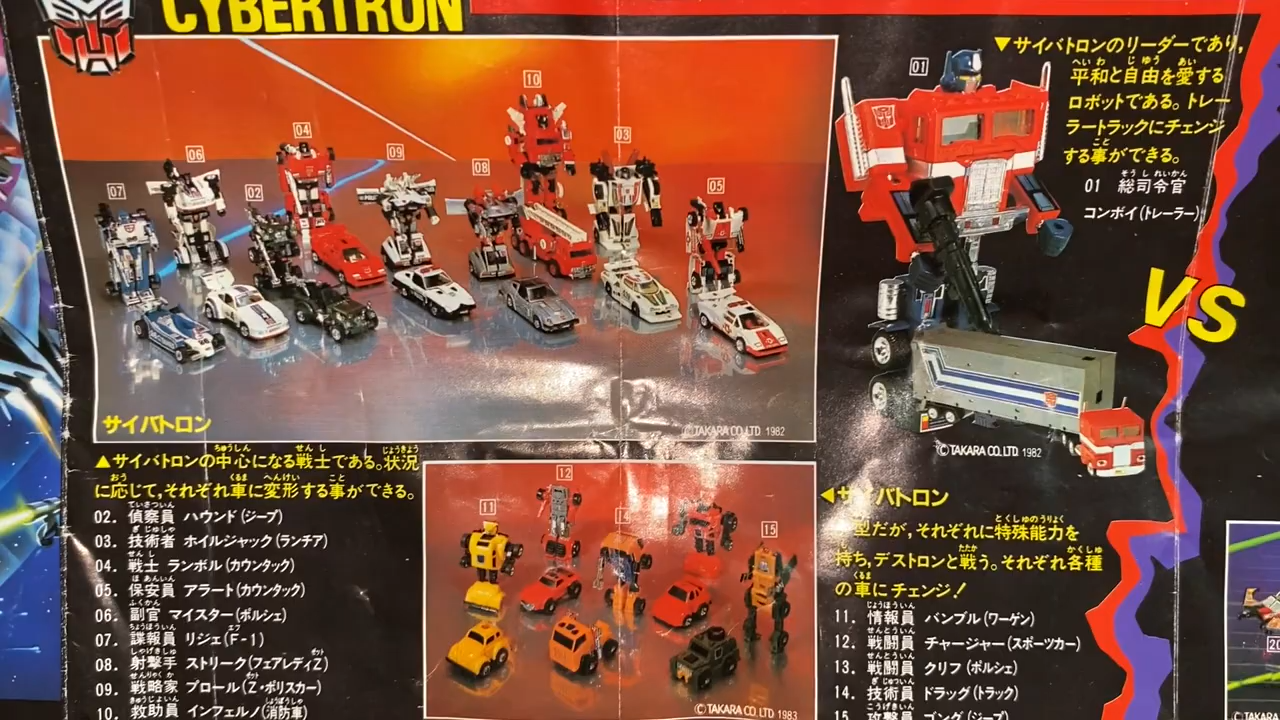 CYBERTRON
10
04
03
06
09
08
07
02
05
サイバトロン
©TAKARA CO.LTD. 1982
01
▼サイバトロンのリーダーであり、
平和と自由を愛する
ロボットである。トレー
ラートラックにチェンジ
する事ができる。
01 総司令官
コンボイ(トレーラー)
VS
©TAKARA CO.LTD. 1982
▲サイバトロンの中心になる戦士である。状況
に応じて,それぞれ車に変形する事ができる。
02. 偵察員 ハウンド(ジープ)
03. 技術者 ホイルジャック(ランチア)
04. 戦士 ランボル(カウンタック)
05. 保安員 アラート(カウンタック)
06. 副官 マイスター(ポルシェ)
07. 諜報員 リジェ(F-1)
08. 射撃手 ストリーク(フェアレディZ)
09. 戦略家 プロール(Z・ポリスカー)
10. 救助員 インフェルノ(消防車)
12
11
14
15
©TAKARA CO.LTD. 1983
◀サイバトロン
型だが,それぞれに特殊能力を
持ち,デストロンと戦う。それぞれ各種
の車にチェンジ!
11. 情報員 バンブル(ワーゲン)
12. 戦闘員 チャージャー(スポーツカー)
13. 戦闘員 クリフ(ポルシェ)
14. 技術員 ドラッグ(トラック)
15. 攻撃員 ゴング(ジープ)